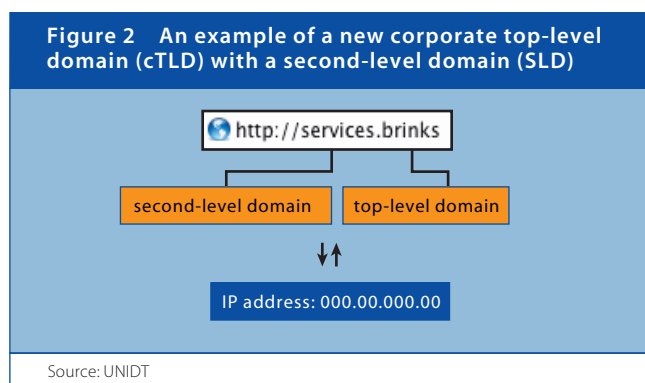 Figure 2 An example of a new corporate top-level
domain (cTLD) with a second-level domain (SLD)
http://services.brinks
second-level domain
top-level domain
IP address: 000.00.000.00
Source: UNIDT